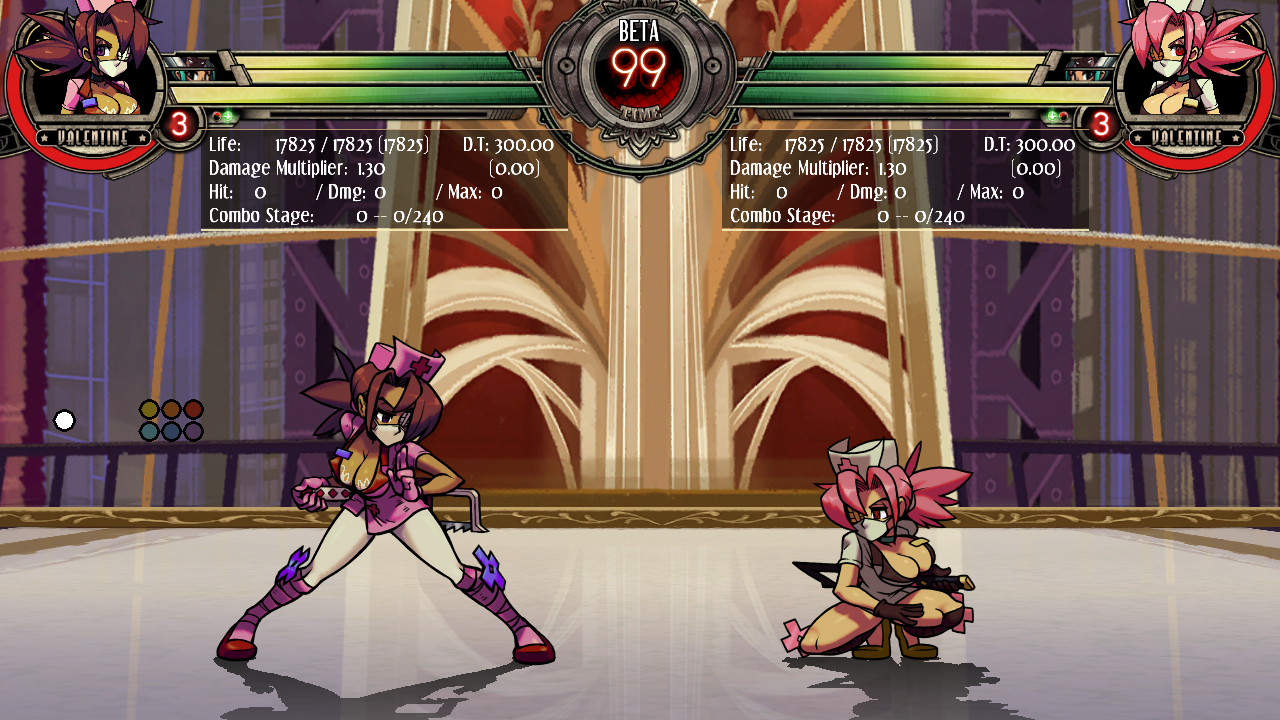 BETA
99
TIME
VALENTINE
3
VALENTINE
3
Life: 17825 / 17825 [17825] D.T: 300.00
Damage Multiplier: 1.30 (0.00)
Hit: 0 / Dmg: 0 / Max: 0
Combo Stage: 0 -- 0/240
Life: 17825 / 17825 [17825] D.T: 300.00
Damage Multiplier: 1.30 (0.00)
Hit: 0 / Dmg: 0 / Max: 0
Combo Stage: 0 -- 0/240